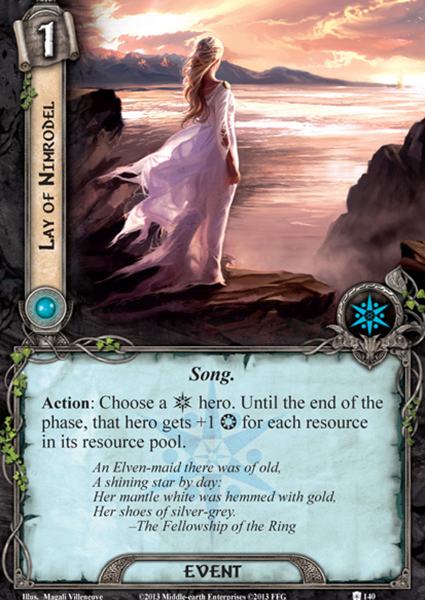 1
LAY OF NIMRODEL
Song.
Action: Choose a hero. Until the end of the
phase, that hero gets +1 for each resource
in its resource pool.
An Elven-maid there was of old,
A shining star by day:
Her mantle white was hemmed with gold,
Her shoes of silver-grey.
–The Fellowship of the Ring
EVENT
Illus. Magali Villeneuve ©2013 Middle-earth Enterprises ©2013 FFG 140